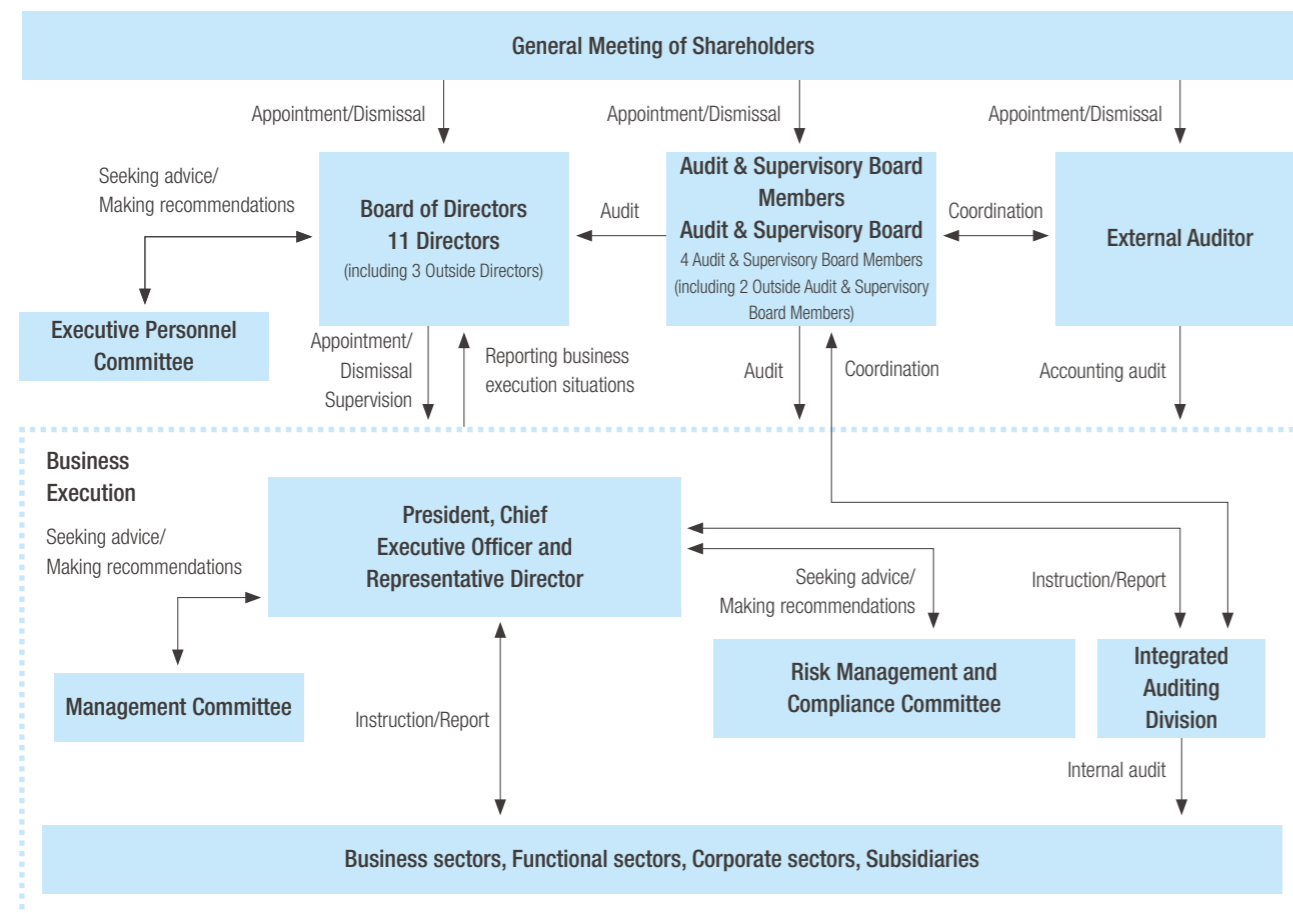 General Meeting of Shareholders
Appointment/Dismissal
Appointment/Dismissal
Appointment/Dismissal
Seeking advice/
Making recommendations
Board of Directors
11 Directors
(including 3 Outside Directors)
Audit
Audit & Supervisory Board
Members
Audit & Supervisory Board
4 Audit & Supervisory Board Members
(including 2 Outside Audit & Supervisory
Board Members)
Coordination
External Auditor
Executive Personnel
Committee
Appointment/
Dismissal
Supervision
Reporting business
execution situations
Audit
Coordination
Accounting audit
Business
Execution
Seeking advice/
Making recommendations
President, Chief
Executive Officer and
Representative Director
Seeking advice/
Making recommendations
Instruction/Report
Management Committee
Instruction/Report
Risk Management and
Compliance Committee
Integrated
Auditing
Division
Internal audit
Business sectors, Functional sectors, Corporate sectors, Subsidiaries